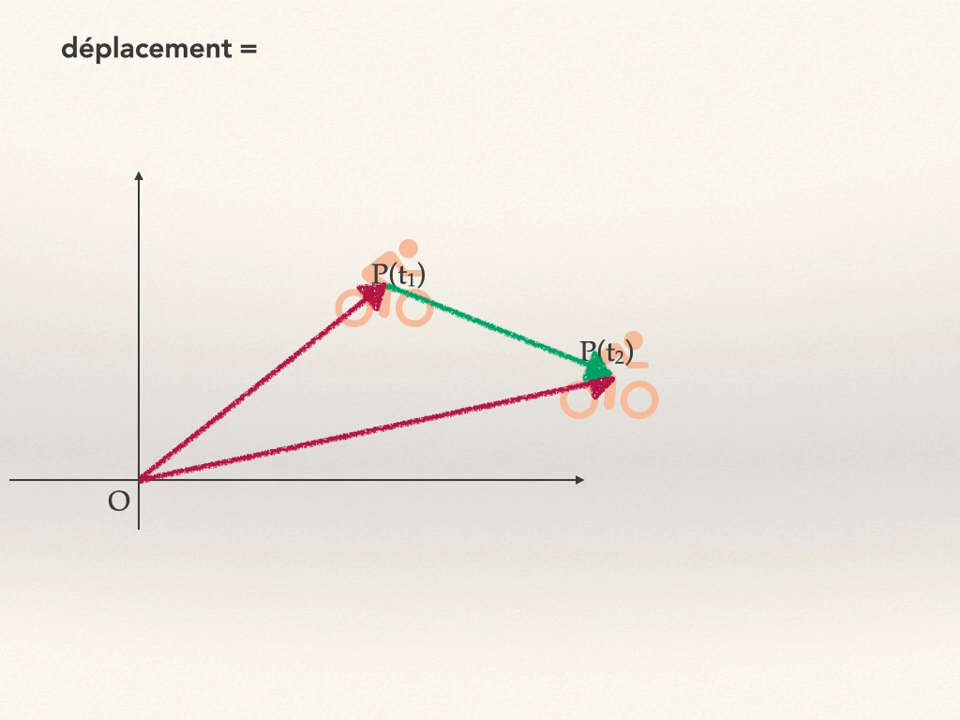 déplacement =
P(t₁)
P(t₂)
O